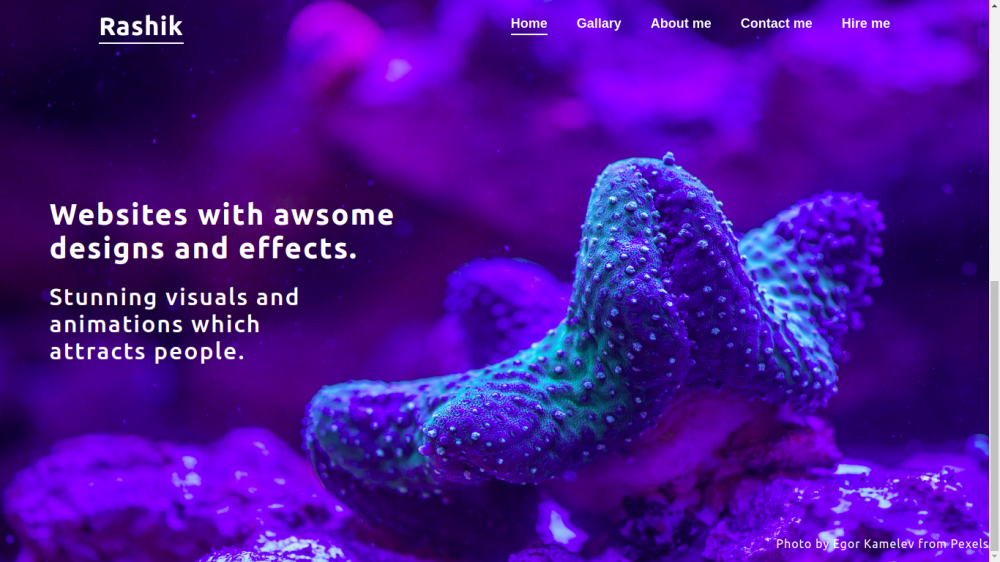 Rashik
Home Gallary About me Contact me Hire me
Websites with awsome
designs and effects.
Stunning visuals and
animations which
attracts people.
Photo by Egor Kamelev from Pexels